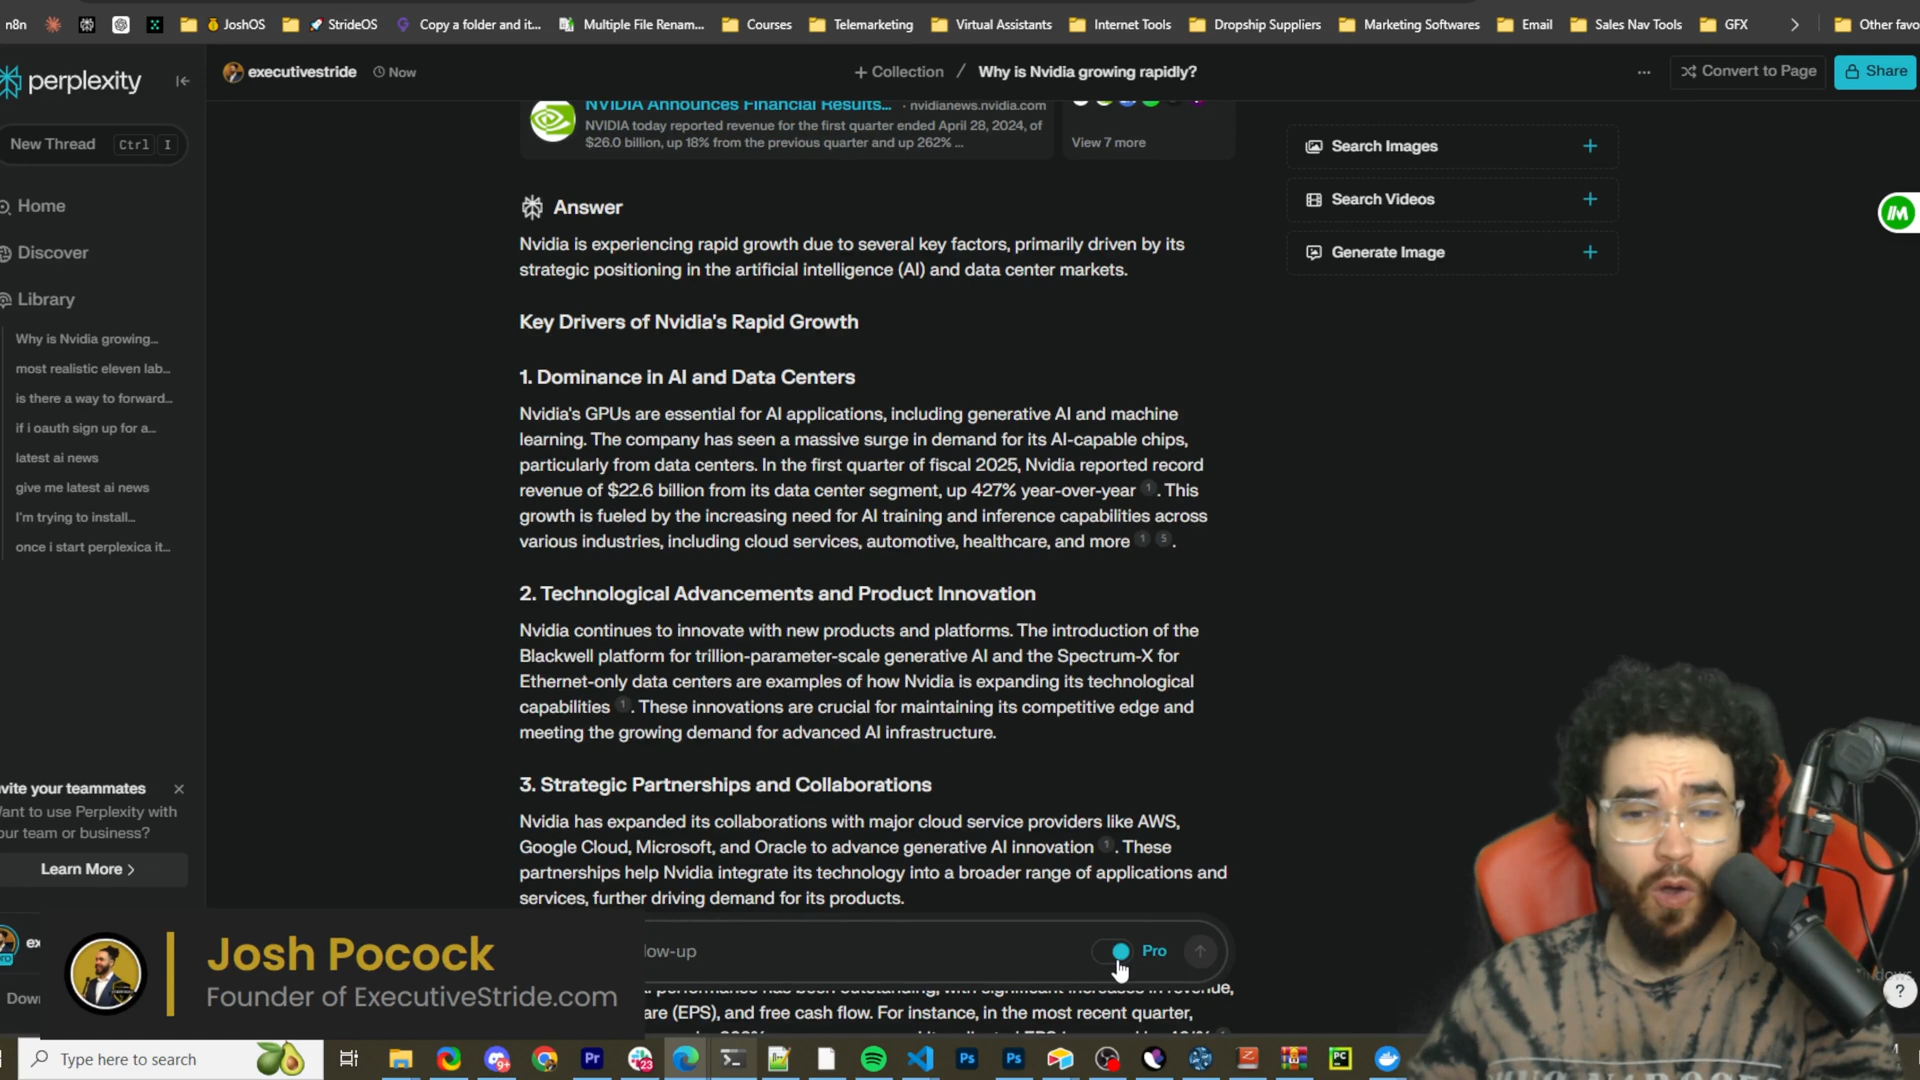 n8n
JoshOS
StrideOS
Copy a folder and it...
Multiple File Renam...
Courses
Telemarketing
Virtual Assistants
Internet Tools
Dropship Suppliers
Marketing Softwares
Email
Sales Nav Tools
GFX
Other favo
perplexity
executivestride
Now
+ Collection / Why is Nvidia growing rapidly?
Convert to Page
Share
New Thread Ctrl I
Home
Discover
Library
Why is Nvidia growing...
most realistic eleven lab...
is there a way to forward...
if i oauth sign up for a...
latest ai news
give me latest ai news
I'm trying to install...
once i start perplexica it...
NVIDIA Announces Financial Results... · nvidianews.nvidia.com
NVIDIA today reported revenue for the first quarter ended April 28, 2024, of
$26.0 billion, up 18% from the previous quarter and up 262% ...
View 7 more
Search Images
Search Videos
Generate Image
Answer
Nvidia is experiencing rapid growth due to several key factors, primarily driven by its
strategic positioning in the artificial intelligence (AI) and data center markets.
Key Drivers of Nvidia's Rapid Growth
1. Dominance in AI and Data Centers
Nvidia's GPUs are essential for AI applications, including generative AI and machine
learning. The company has seen a massive surge in demand for its AI-capable chips,
particularly from data centers. In the first quarter of fiscal 2025, Nvidia reported record
revenue of $22.6 billion from its data center segment, up 427% year-over-year 1 . This
growth is fueled by the increasing need for AI training and inference capabilities across
various industries, including cloud services, automotive, healthcare, and more 1 5 .
2. Technological Advancements and Product Innovation
Nvidia continues to innovate with new products and platforms. The introduction of the
Blackwell platform for trillion-parameter-scale generative AI and the Spectrum-X for
Ethernet-only data centers are examples of how Nvidia is expanding its technological
capabilities 1 . These innovations are crucial for maintaining its competitive edge and
meeting the growing demand for advanced AI infrastructure.
3. Strategic Partnerships and Collaborations
Nvidia has expanded its collaborations with major cloud service providers like AWS,
Google Cloud, Microsoft, and Oracle to advance generative AI innovation 1 . These
partnerships help Nvidia integrate its technology into a broader range of applications and
services, further driving demand for its products.
low-up
Pro
are (EPS), and free cash flow. For instance, in the most recent quarter,
nvite your teammates
Want to use Perplexity with
our team or business?
Learn More
ex
pro
Dow
Josh Pocock
Founder of ExecutiveStride.com
?
Type here to search
Pr
23
Ps
Ps
Z
PC